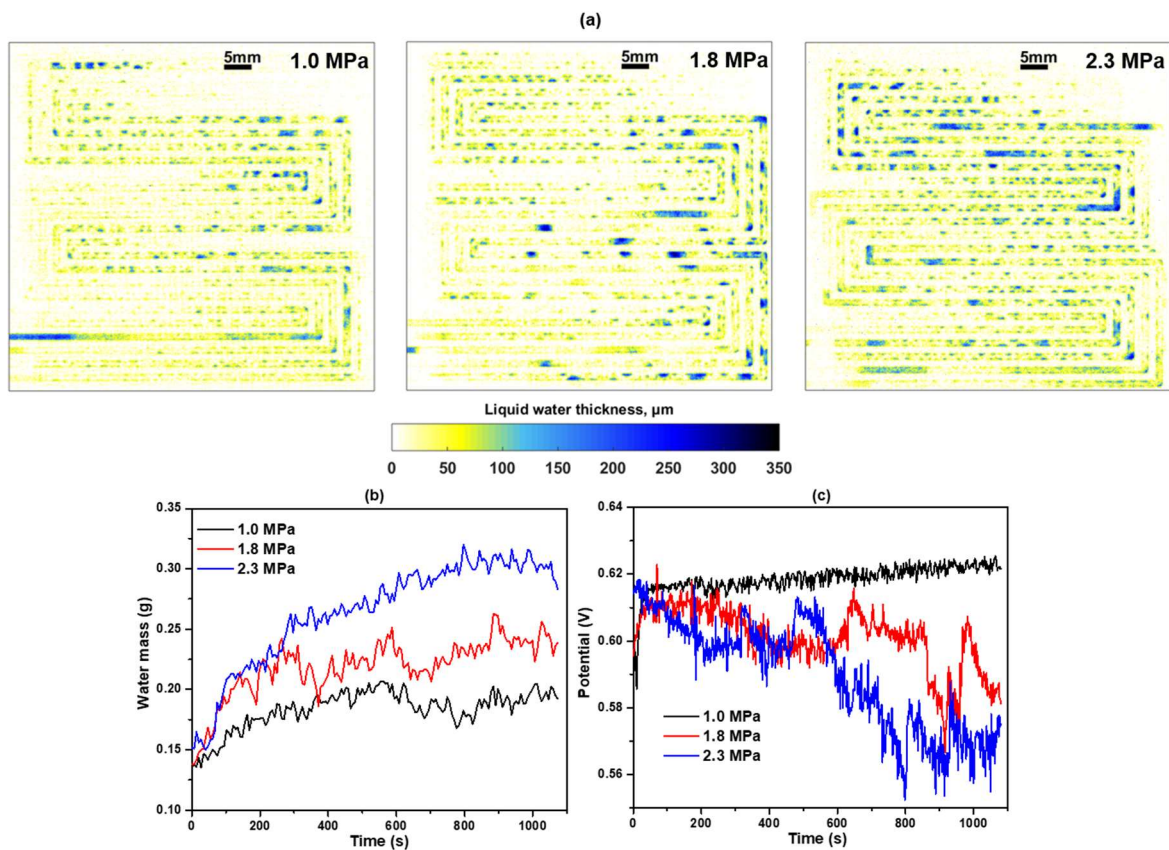 (a)
5mm 1.0 MPa
5mm 1.8 MPa
5mm 2.3 MPa
Liquid water thickness, µm
0 50 100 150 200 250 300 350
(b)
0.35
0.30
0.25
0.20
0.15
0.10
Water mass (g)
1.0 MPa
1.8 MPa
2.3 MPa
0 200 400 600 800 1000
Time (s)
(c)
0.64
0.62
0.60
0.58
0.56
Potential (V)
1.0 MPa
1.8 MPa
2.3 MPa
0 200 400 600 800 1000
Time (s)